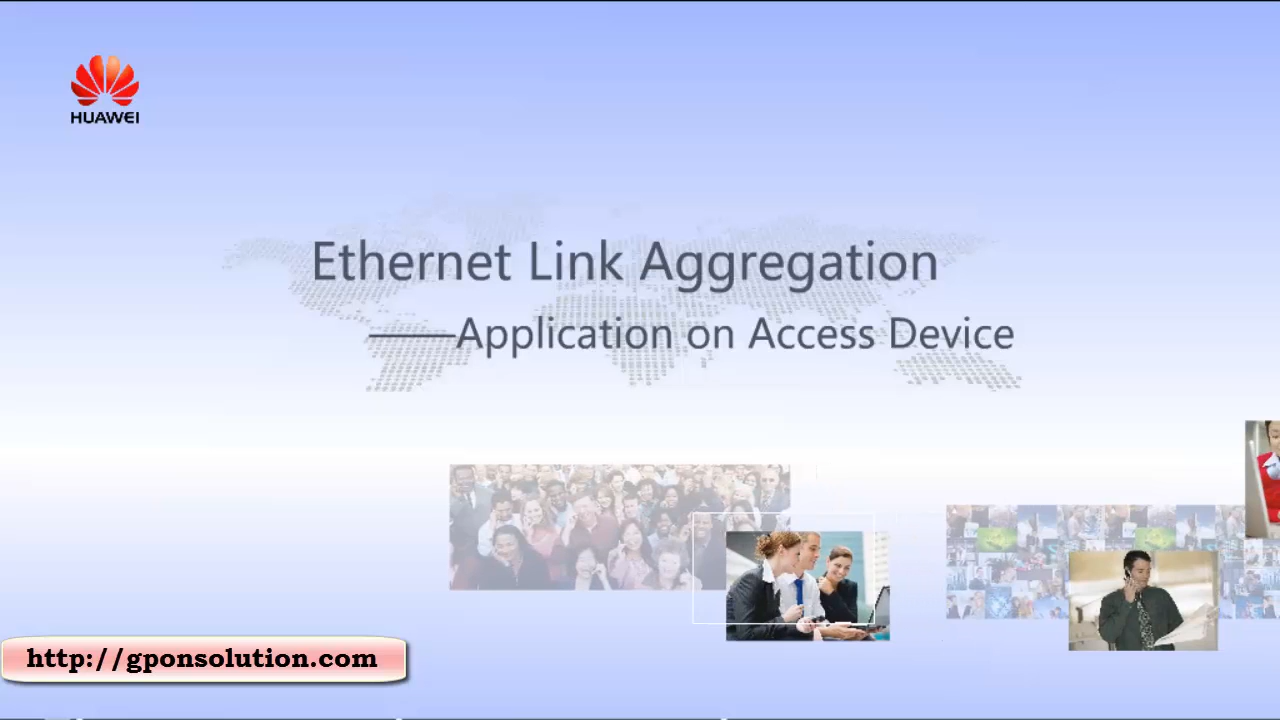 HUAWEI
Ethernet Link Aggregation
——Application on Access Device
http://gponsolution.com